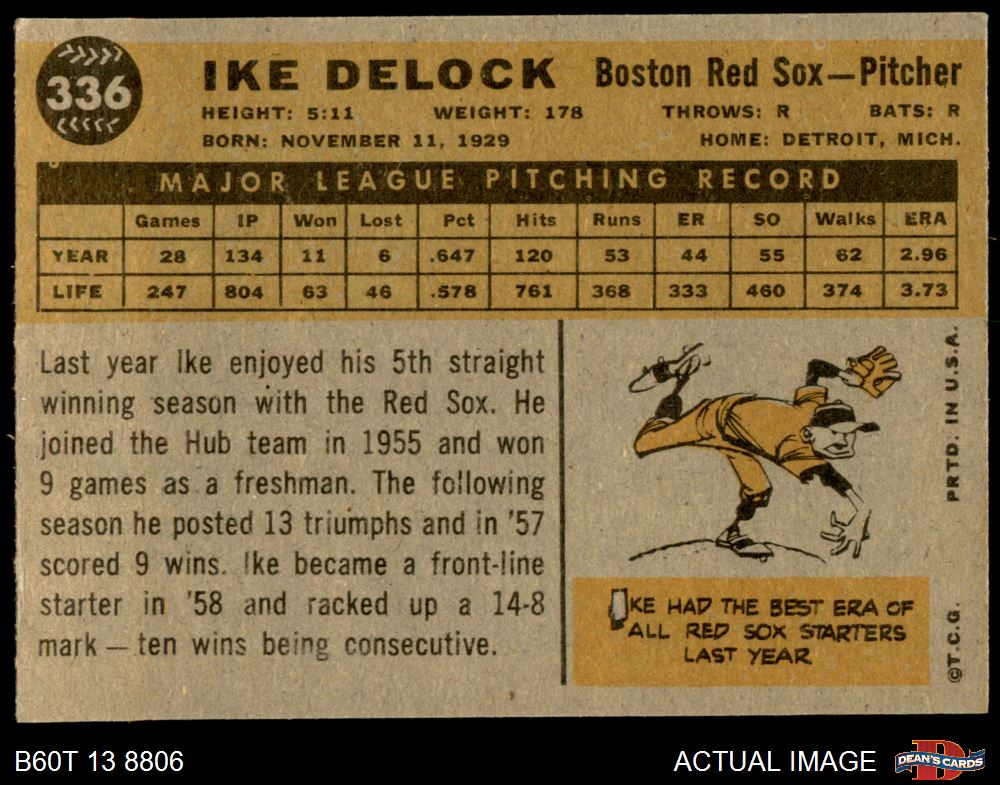 336
IKE DELOCK Boston Red Sox—Pitcher
HEIGHT: 5:11 WEIGHT: 178 THROWS: R BATS: R
BORN: NOVEMBER 11, 1929 HOME: DETROIT, MICH.
MAJOR LEAGUE PITCHING RECORD
Games IP Won Lost Pct Hits Runs ER SO Walks ERA
YEAR 28 134 11 6 .647 120 53 44 55 62 2.96
LIFE 247 804 63 46 .578 761 368 333 460 374 3.73
Last year Ike enjoyed his 5th straight
winning season with the Red Sox. He
joined the Hub team in 1955 and won
9 games as a freshman. The following
season he posted 13 triumphs and in '57
scored 9 wins. Ike became a front-line
starter in '58 and racked up a 14-8
mark — ten wins being consecutive.
IKE HAD THE BEST ERA OF
ALL RED SOX STARTERS
LAST YEAR
©T.C.G. PRTD. IN U.S.A.
B60T 13 8806 ACTUAL IMAGE DEAN'S CARDS